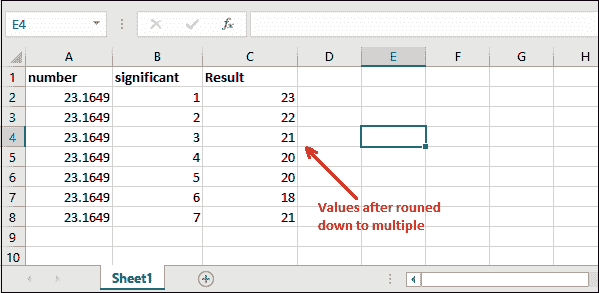 E4 fx
A B C D E F G H
1 number significant Result
2 23.1649 1 23
3 23.1649 2 22
4 23.1649 3 21
5 23.1649 4 20
6 23.1649 5 20
7 23.1649 6 18
8 23.1649 7 21
9
10
Values after rouned
down to multiple
Sheet1